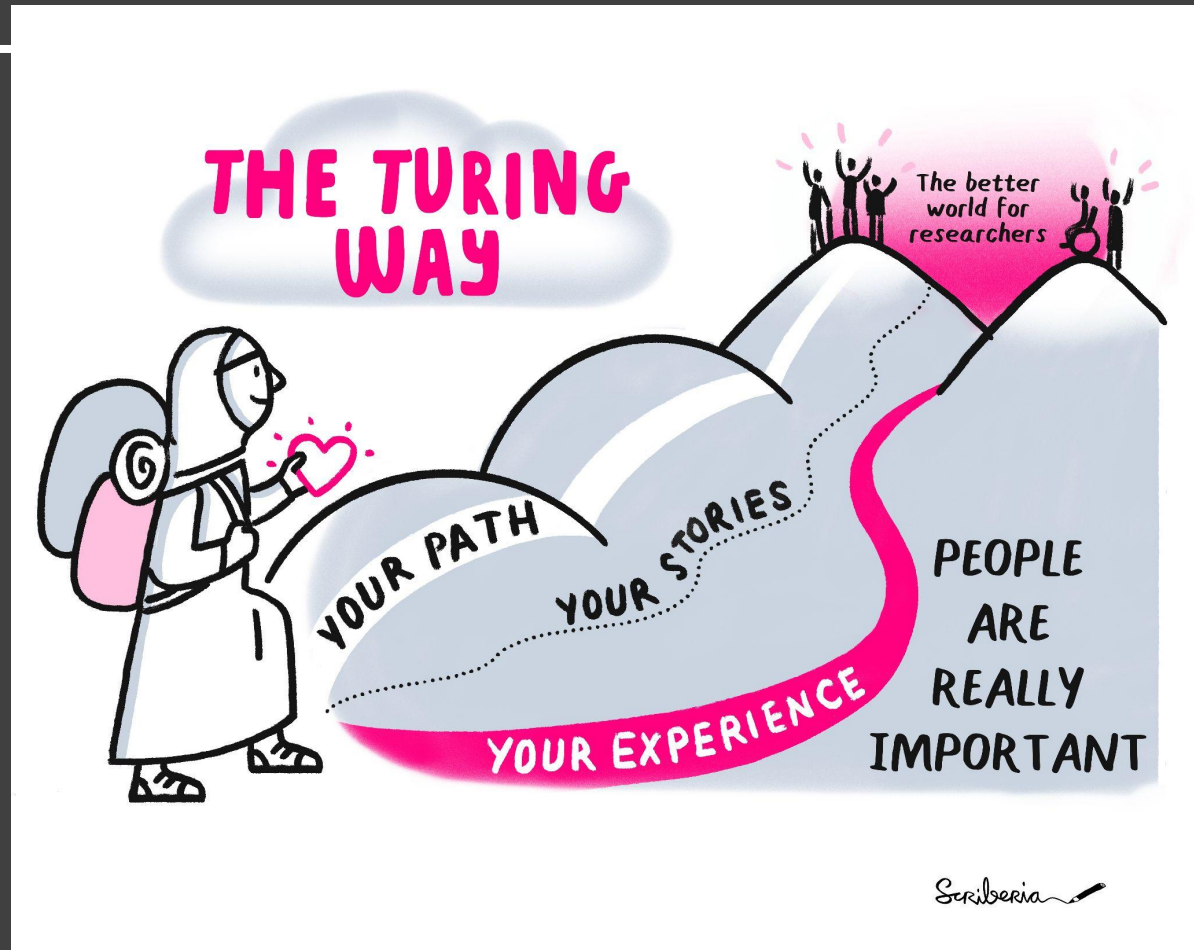 THE TURING
WAY
The better
world for
researchers
YOUR PATH
YOUR STORIES
YOUR EXPERIENCE
PEOPLE
ARE
REALLY
IMPORTANT
Scriberia